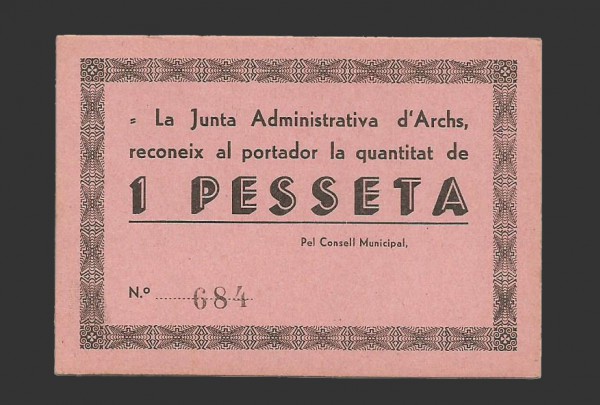 = La Junta Administrativa d'Archs,
reconeix al portador la quantitat de
1 PESSETA
Pel Consell Municipal,
N.º 684